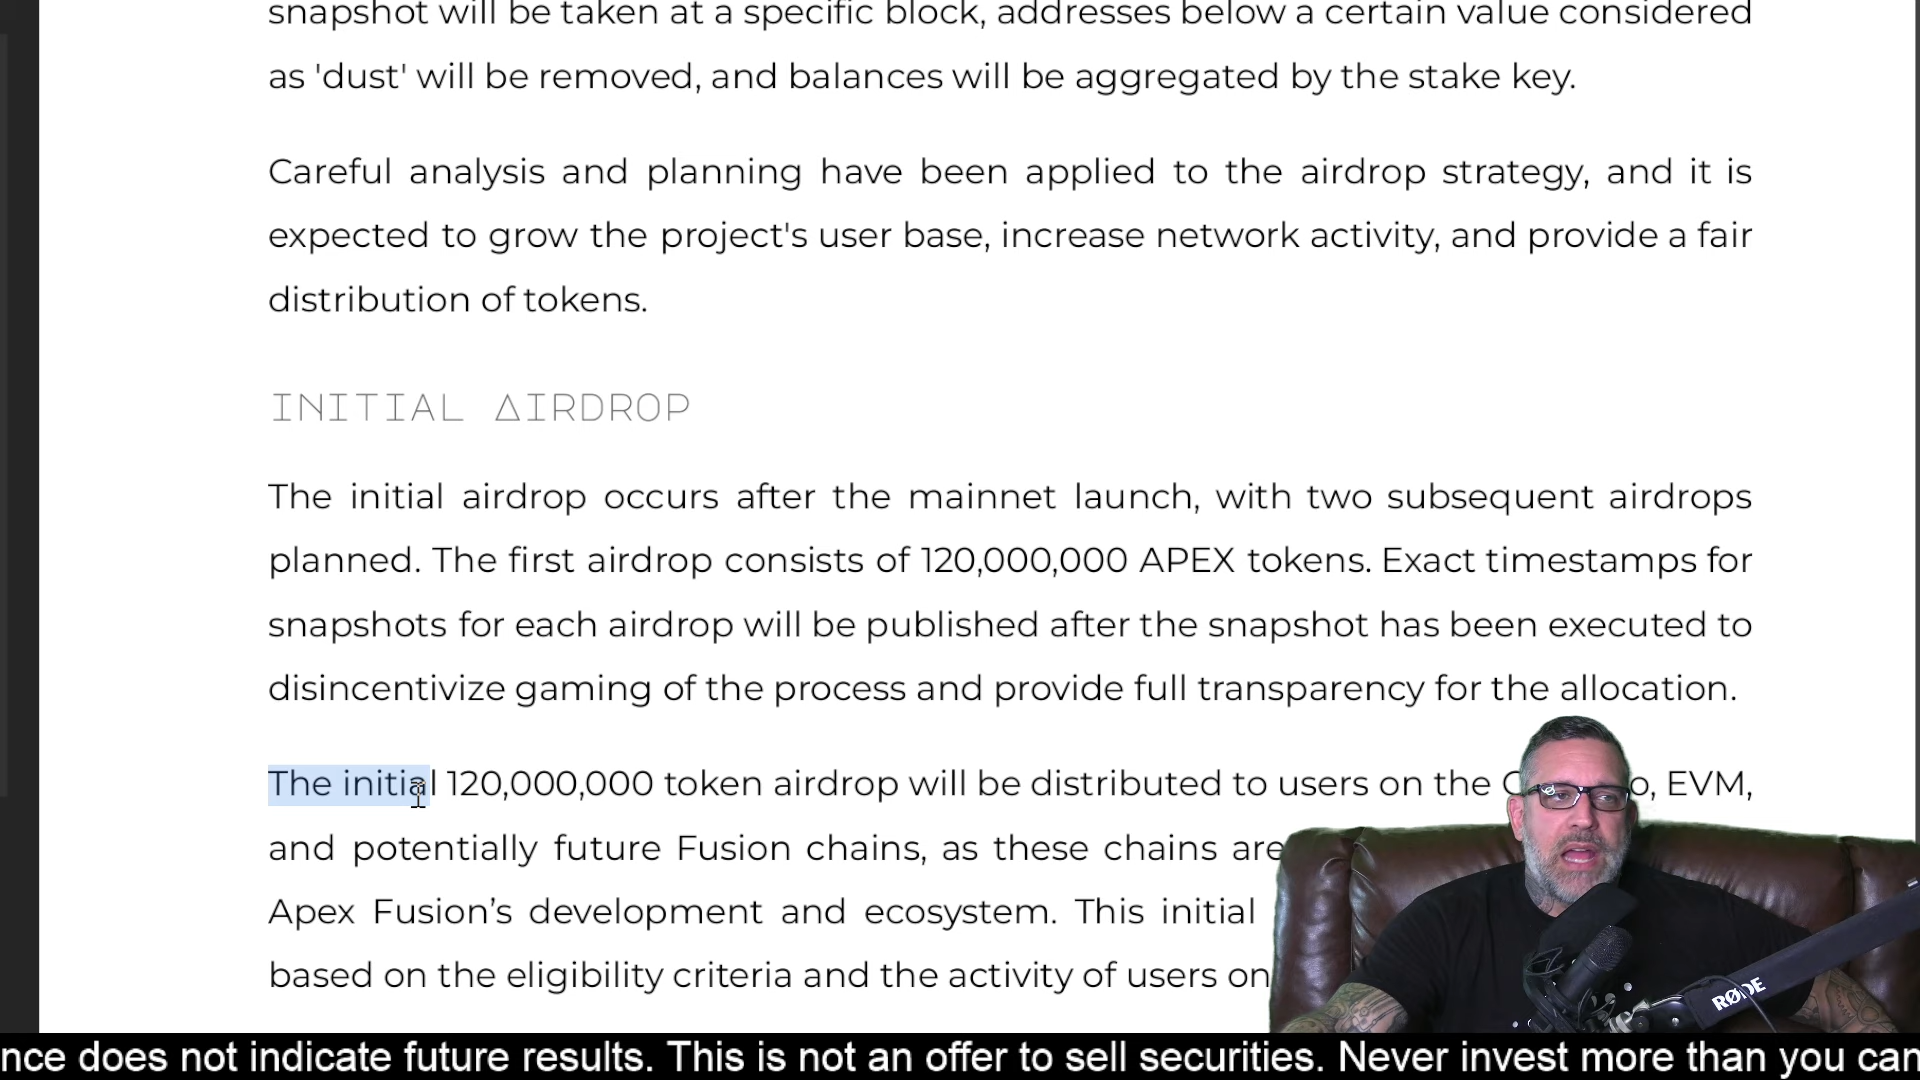 snapshot will be taken at a specific block, addresses below a certain value considered
as 'dust' will be removed, and balances will be aggregated by the stake key.
Careful analysis and planning have been applied to the airdrop strategy, and it is
expected to grow the project's user base, increase network activity, and provide a fair
distribution of tokens.
INITIAL AIRDROP
The initial airdrop occurs after the mainnet launch, with two subsequent airdrops
planned. The first airdrop consists of 120,000,000 APEX tokens. Exact timestamps for
snapshots for each airdrop will be published after the snapshot has been executed to
disincentivize gaming of the process and provide full transparency for the allocation.
The initial 120,000,000 token airdrop will be distributed to users on the EVM,
and potentially future Fusion chains, as these chains are
Apex Fusion’s development and ecosystem. This initial
based on the eligibility criteria and the activity of users on
RØDE
nce does not indicate future results. This is not an offer to sell securities. Never invest more than you can